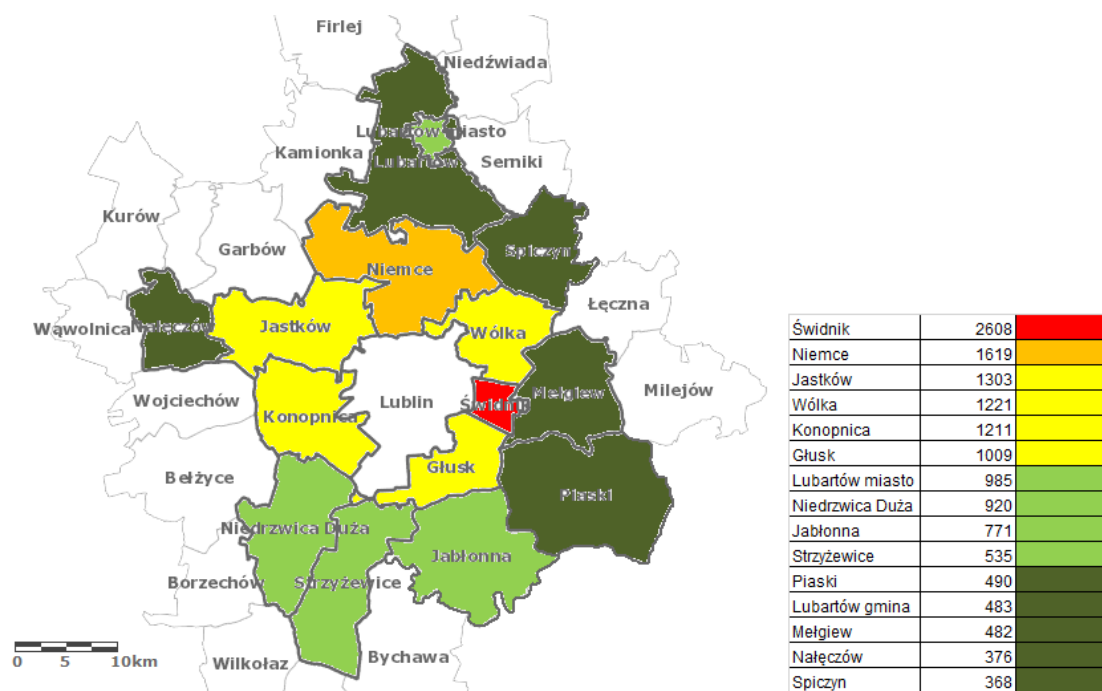 Firlej
Niedźwiada
Lubartów miasto
Kamionka
Lubartów
Serniki
Kurów
Garbów
Spiczyn
Niemce
Łęczna
Wąwolnica
Nałęczów
Jastków
Wólka
Wojciechów
Lublin
Świdnik
Mełgiew
Milejów
Konopnica
Głusk
Bełżyce
Piaski
Niedrzwica Duża
Jabłonna
Borzechów
Strzyżewice
Bychawa
Wilkołaz
0 5 10km
Świdnik 2608
Niemce 1619
Jastków 1303
Wólka 1221
Konopnica 1211
Głusk 1009
Lubartów miasto 985
Niedrzwica Duża 920
Jabłonna 771
Strzyżewice 535
Piaski 490
Lubartów gmina 483
Mełgiew 482
Nałęczów 376
Spiczyn 368